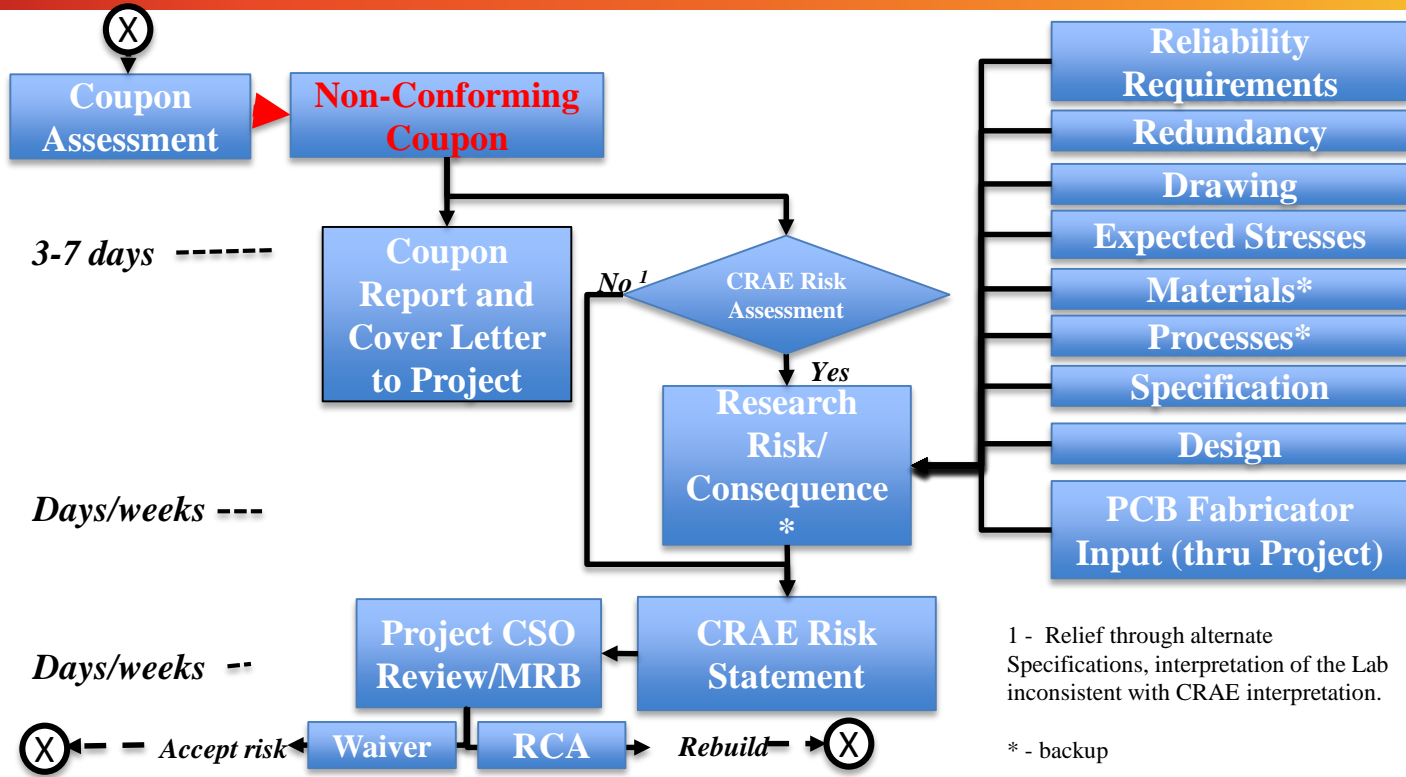 X
Coupon
Assessment
Non-Conforming
Coupon
3-7 days
Coupon
Report and
Cover Letter
to Project
No 1
CRAE Risk
Assessment
Yes
Research
Risk/
Consequence
*
Days/weeks
Reliability
Requirements
Redundancy
Drawing
Expected Stresses
Materials*
Processes*
Specification
Design
PCB Fabricator
Input (thru Project)
Days/weeks
Project CSO
Review/MRB
CRAE Risk
Statement
X
Accept risk
Waiver
RCA
Rebuild
X
1 - Relief through alternate
Specifications, interpretation of the Lab
inconsistent with CRAE interpretation.
* - backup